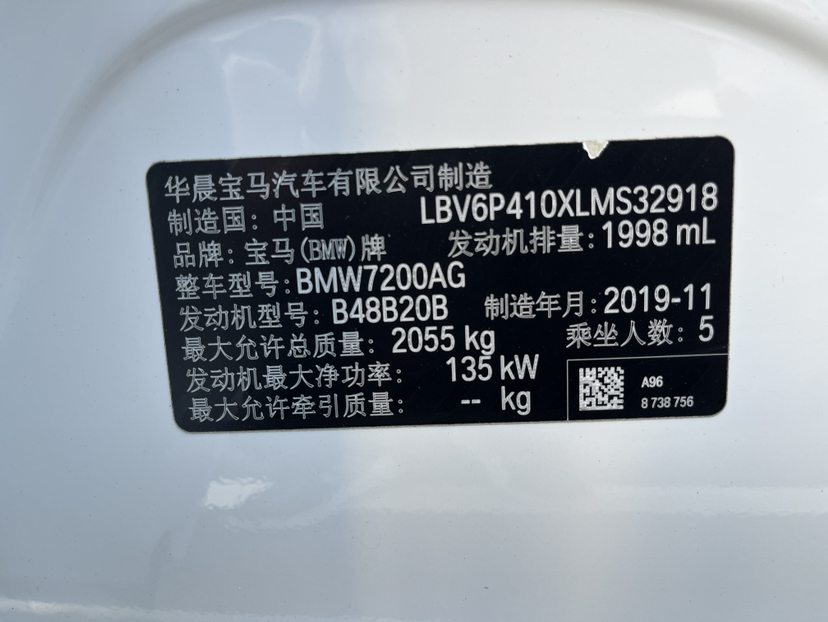 华晨宝马汽车有限公司制造
制造国：中国 LBV6P410XLMS32918
品牌：宝马(BMW)牌 发动机排量：1998 mL
整车型号：BMW7200AG
发动机型号：B48B20B 制造年月：2019-11
最大允许总质量：2055 kg 乘坐人数：5
发动机最大净功率：135 kW
最大允许牵引质量：-- kg
A96
8 738 756